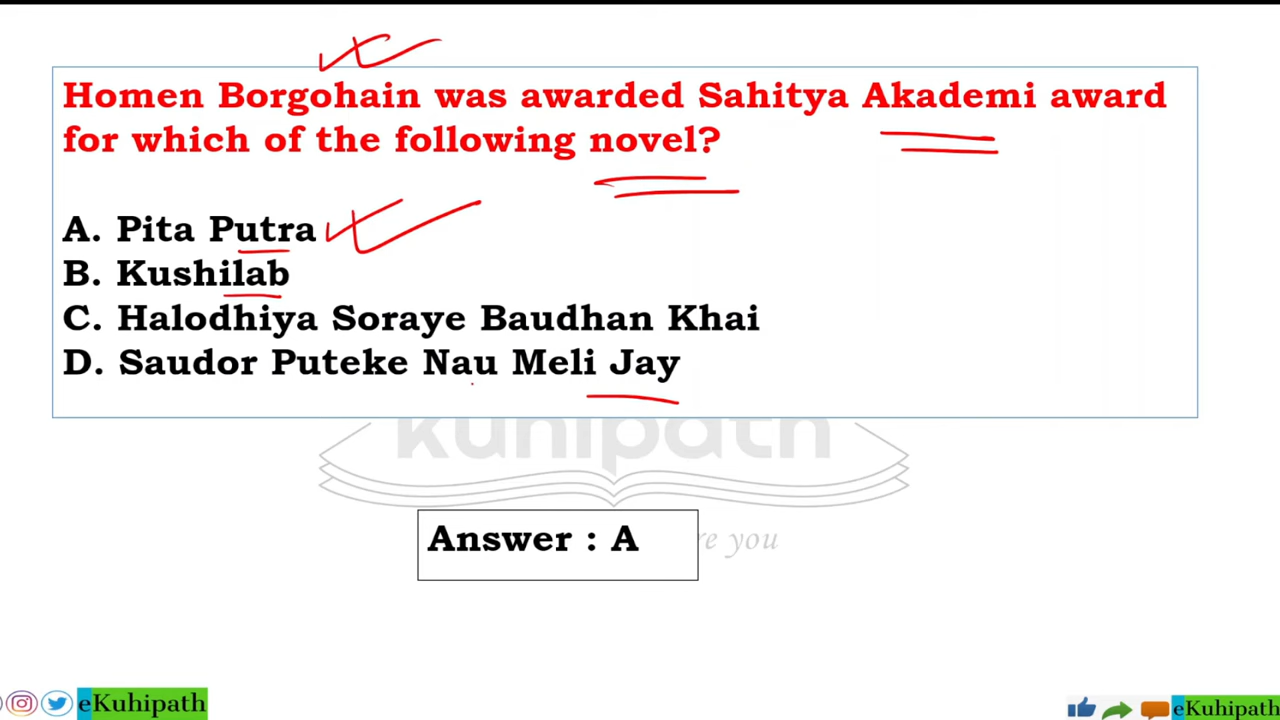 Homen Borgohain was awarded Sahitya Akademi award
for which of the following novel?
A. Pita Putra
B. Kushilab
C. Halodhiya Soraye Baudhan Khai
D. Saudor Puteke Nau Meli Jay
kuhipath
Answer : A
you
eKuhipath
eKuhipath